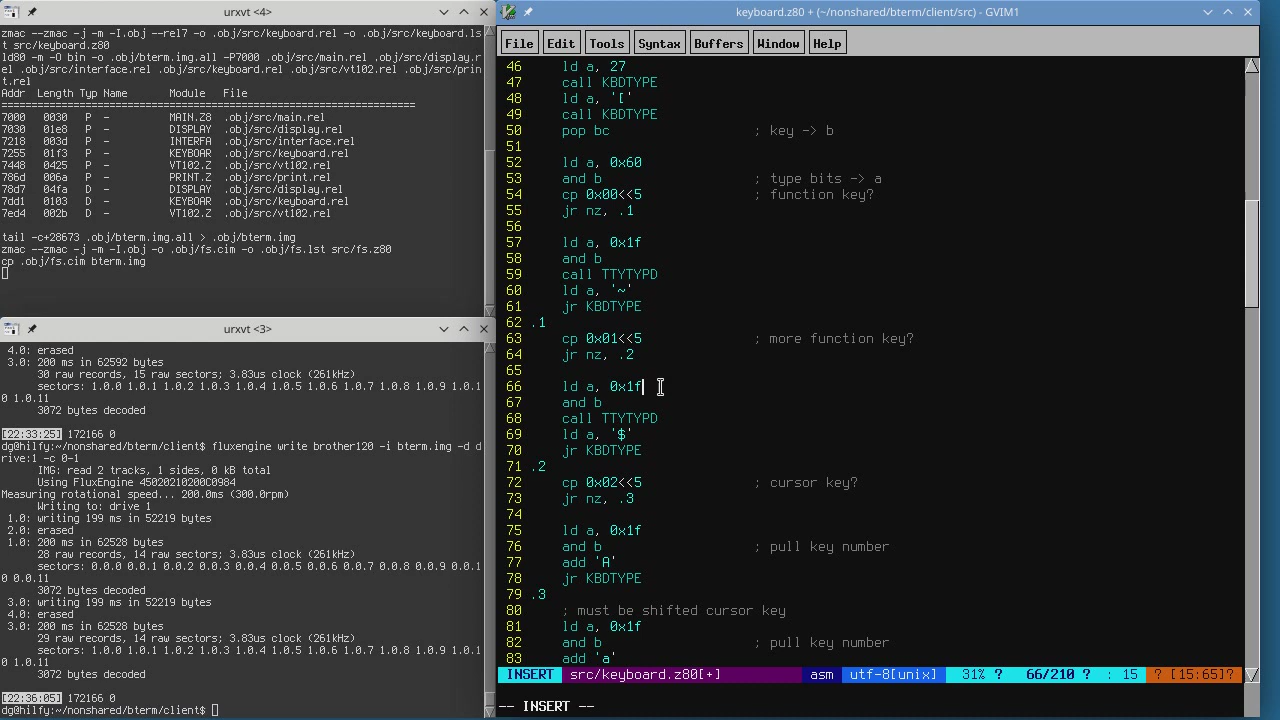 urxvt <4>
zmac --zmac -j -m -I.obj --rel7 -o .obj/src/keyboard.rel -o .obj/src/keyboard.ls
t src/keyboard.z80
ld80 -m -O bin -o .obj/bterm.img.all -P7000 .obj/src/main.rel .obj/src/display.r
el .obj/src/interface.rel .obj/src/keyboard.rel .obj/src/vt102.rel .obj/src/prin
t.rel
Addr Length Typ Name Module File
7000 0030 P - MAIN.Z8 .obj/src/main.rel
7030 01e8 P - DISPLAY .obj/src/display.rel
7218 003d P - INTERFA .obj/src/interface.rel
7255 01f3 P - KEYBOAR .obj/src/keyboard.rel
7448 0425 P - VT102.Z .obj/src/vt102.rel
786d 006a P - PRINT.Z .obj/src/print.rel
78d7 04fa D - DISPLAY .obj/src/display.rel
7dd1 0103 D - KEYBOAR .obj/src/keyboard.rel
7ed4 002b D - VT102.Z .obj/src/vt102.rel
tail -c+28673 .obj/bterm.img.all > .obj/bterm.img
zmac --zmac -j -m -I.obj -o .obj/fs.cim -o .obj/fs.lst src/fs.z80
cp .obj/fs.cim bterm.img
urxvt <3>
4.0: erased
3.0: 200 ms in 62592 bytes
30 raw records, 15 raw sectors; 3.83us clock (261kHz)
sectors: 1.0.0 1.0.1 1.0.2 1.0.3 1.0.4 1.0.5 1.0.6 1.0.7 1.0.8 1.0.9 1.0.1
0 1.0.11
3072 bytes decoded
[22:33:25] 172166 0
dg@hilfy:~/nonshared/bterm/client$ fluxengine write brother120 -i bterm.img -d d
rive:1 -c 0-1
IMG: read 2 tracks, 1 sides, 0 kB total
Using FluxEngine 45020210200C0984
Measuring rotational speed... 200.0ms (300.0rpm)
Writing to: drive 1
1.0: writing 199 ms in 52219 bytes
2.0: erased
1.0: 200 ms in 62528 bytes
28 raw records, 14 raw sectors; 3.83us clock (261kHz)
sectors: 0.0.0 0.0.1 0.0.2 0.0.3 0.0.4 0.0.5 0.0.6 0.0.7 0.0.8 0.0.9 0.0.1
0 0.0.11
3072 bytes decoded
3.0: writing 199 ms in 52219 bytes
4.0: erased
3.0: 200 ms in 62528 bytes
29 raw records, 14 raw sectors; 3.83us clock (261kHz)
sectors: 1.0.0 1.0.1 1.0.2 1.0.3 1.0.4 1.0.5 1.0.6 1.0.7 1.0.8 1.0.9 1.0.1
0 1.0.11
3072 bytes decoded
[22:36:05] 172166 0
dg@hilfy:~/nonshared/bterm/client$
keyboard.z80 + (~/nonshared/bterm/client/src) - GVIM1
File Edit Tools Syntax Buffers Window Help
46 ld a, 27
47 call KBDTYPE
48 ld a, '['
49 call KBDTYPE
50 pop bc ; key -> b
51
52 ld a, 0x60
53 and b ; type bits -> a
54 cp 0x00<<5 ; function key?
55 jr nz, .1
56
57 ld a, 0x1f
58 and b
59 call TTYTYPD
60 ld a, '~'
61 jr KBDTYPE
62 .1
63 cp 0x01<<5 ; more function key?
64 jr nz, .2
65
66 ld a, 0x1f
67 and b
68 call TTYTYPD
69 ld a, '$'
70 jr KBDTYPE
71 .2
72 cp 0x02<<5 ; cursor key?
73 jr nz, .3
74
75 ld a, 0x1f
76 and b ; pull key number
77 add 'A'
78 jr KBDTYPE
79 .3
80 ; must be shifted cursor key
81 ld a, 0x1f
82 and b ; pull key number
83 add 'a'
INSERT src/keyboard.z80[+] asm utf-8[unix] 31% ? 66/210 ? : 15 ? [15:65]?
-- INSERT --